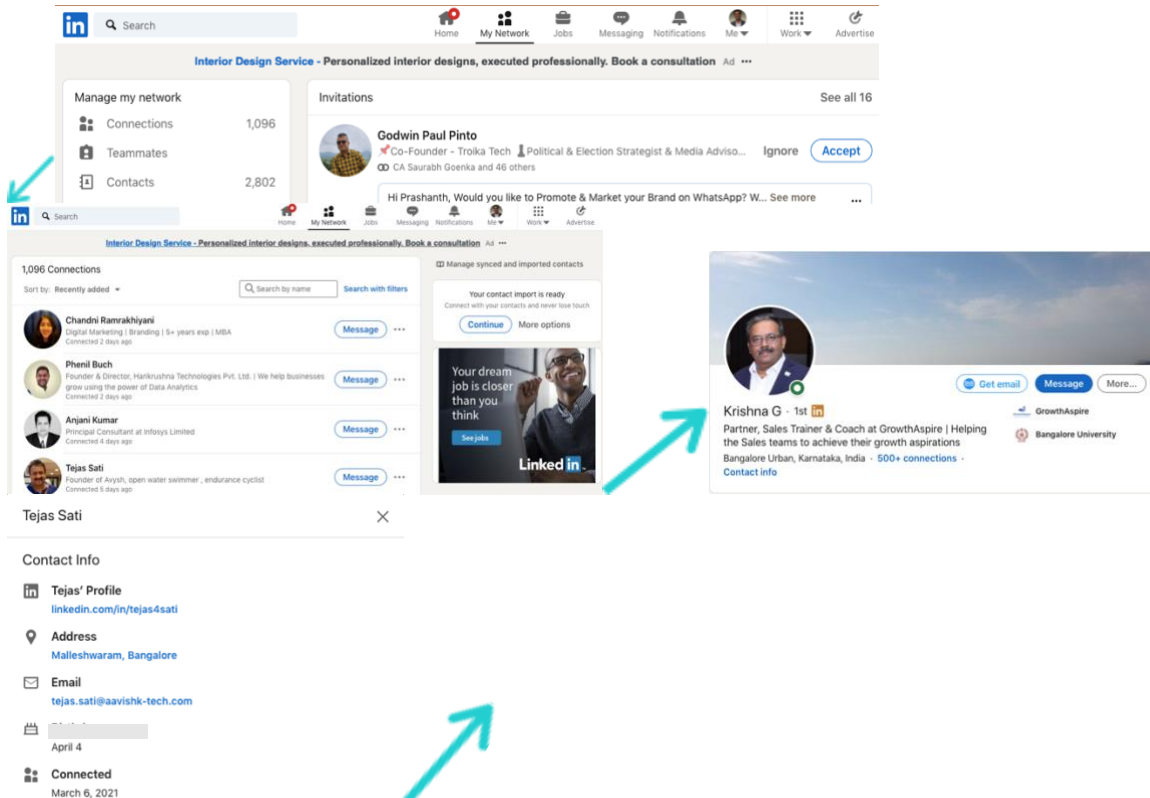 in Search
Home My Network Jobs Messaging Notifications Me Work Advertise
Interior Design Service - Personalized interior designs, executed professionally. Book a consultation Ad •••
Manage my network
Connections 1,096
Teammates
Contacts 2,802
Invitations See all 16
Godwin Paul Pinto
Co-Founder - Troika Tech Political & Election Strategist & Media Adviso...
CA Saurabh Goenka and 46 others
Ignore Accept
Hi Prashanth, Would you like to Promote & Market your Brand on WhatsApp? W... See more ...
in Search
Home My Network Jobs Messaging Notifications Me Work Advertise
Interior Design Service - Personalized interior designs, executed professionally. Book a consultation Ad •••
1,096 Connections
Sort by: Recently added
Search by name Search with filters
Chandni Ramrakhiyani
Digital Marketing | Branding | 5+ years exp | MBA
Connected 2 days ago
Message •••
Phenil Buch
Founder & Director, Harikrushna Technologies Pvt. Ltd. | We help businesses
grow using the power of Data Analytics
Connected 2 days ago
Message •••
Anjani Kumar
Principal Consultant at Infosys Limited
Connected 4 days ago
Message •••
Tejas Sati
Founder of Avysh, open water swimmer , endurance cyclist
Connected 5 days ago
Message •••
Manage synced and imported contacts
Your contact import is ready
Connect with your contacts and never lose touch
Continue More options
Your dream
job is closer
than you
think
See jobs
Linked in
Get email Message More...
Krishna G · 1st in
Partner, Sales Trainer & Coach at GrowthAspire | Helping
the Sales teams to achieve their growth aspirations
Bangalore Urban, Karnataka, India · 500+ connections ·
Contact info
GrowthAspire
Bangalore University
Tejas Sati
Contact Info
in Tejas' Profile
linkedin.com/in/tejas4sati
Address
Malleshwaram, Bangalore
Email
tejas.sati@aavishk-tech.com
April 4
Connected
March 6, 2021